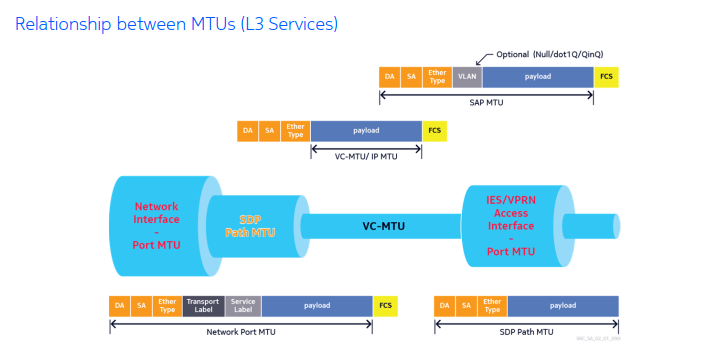 Relationship between MTUs (L3 Services)
Optional (Null/dot1Q/QinQ)
DA SA Ether Type VLAN payload FCS
SAP MTU
DA SA Ether Type payload FCS
VC-MTU/ IP MTU
Network
Interface
-
Port MTU
SDP
Path MTU
VC-MTU
IES/VPRN
Access
Interface
-
Port MTU
DA SA Ether Type Transport Label Service Label payload FCS
Network Port MTU
DA SA Ether Type payload
SDP Path MTU